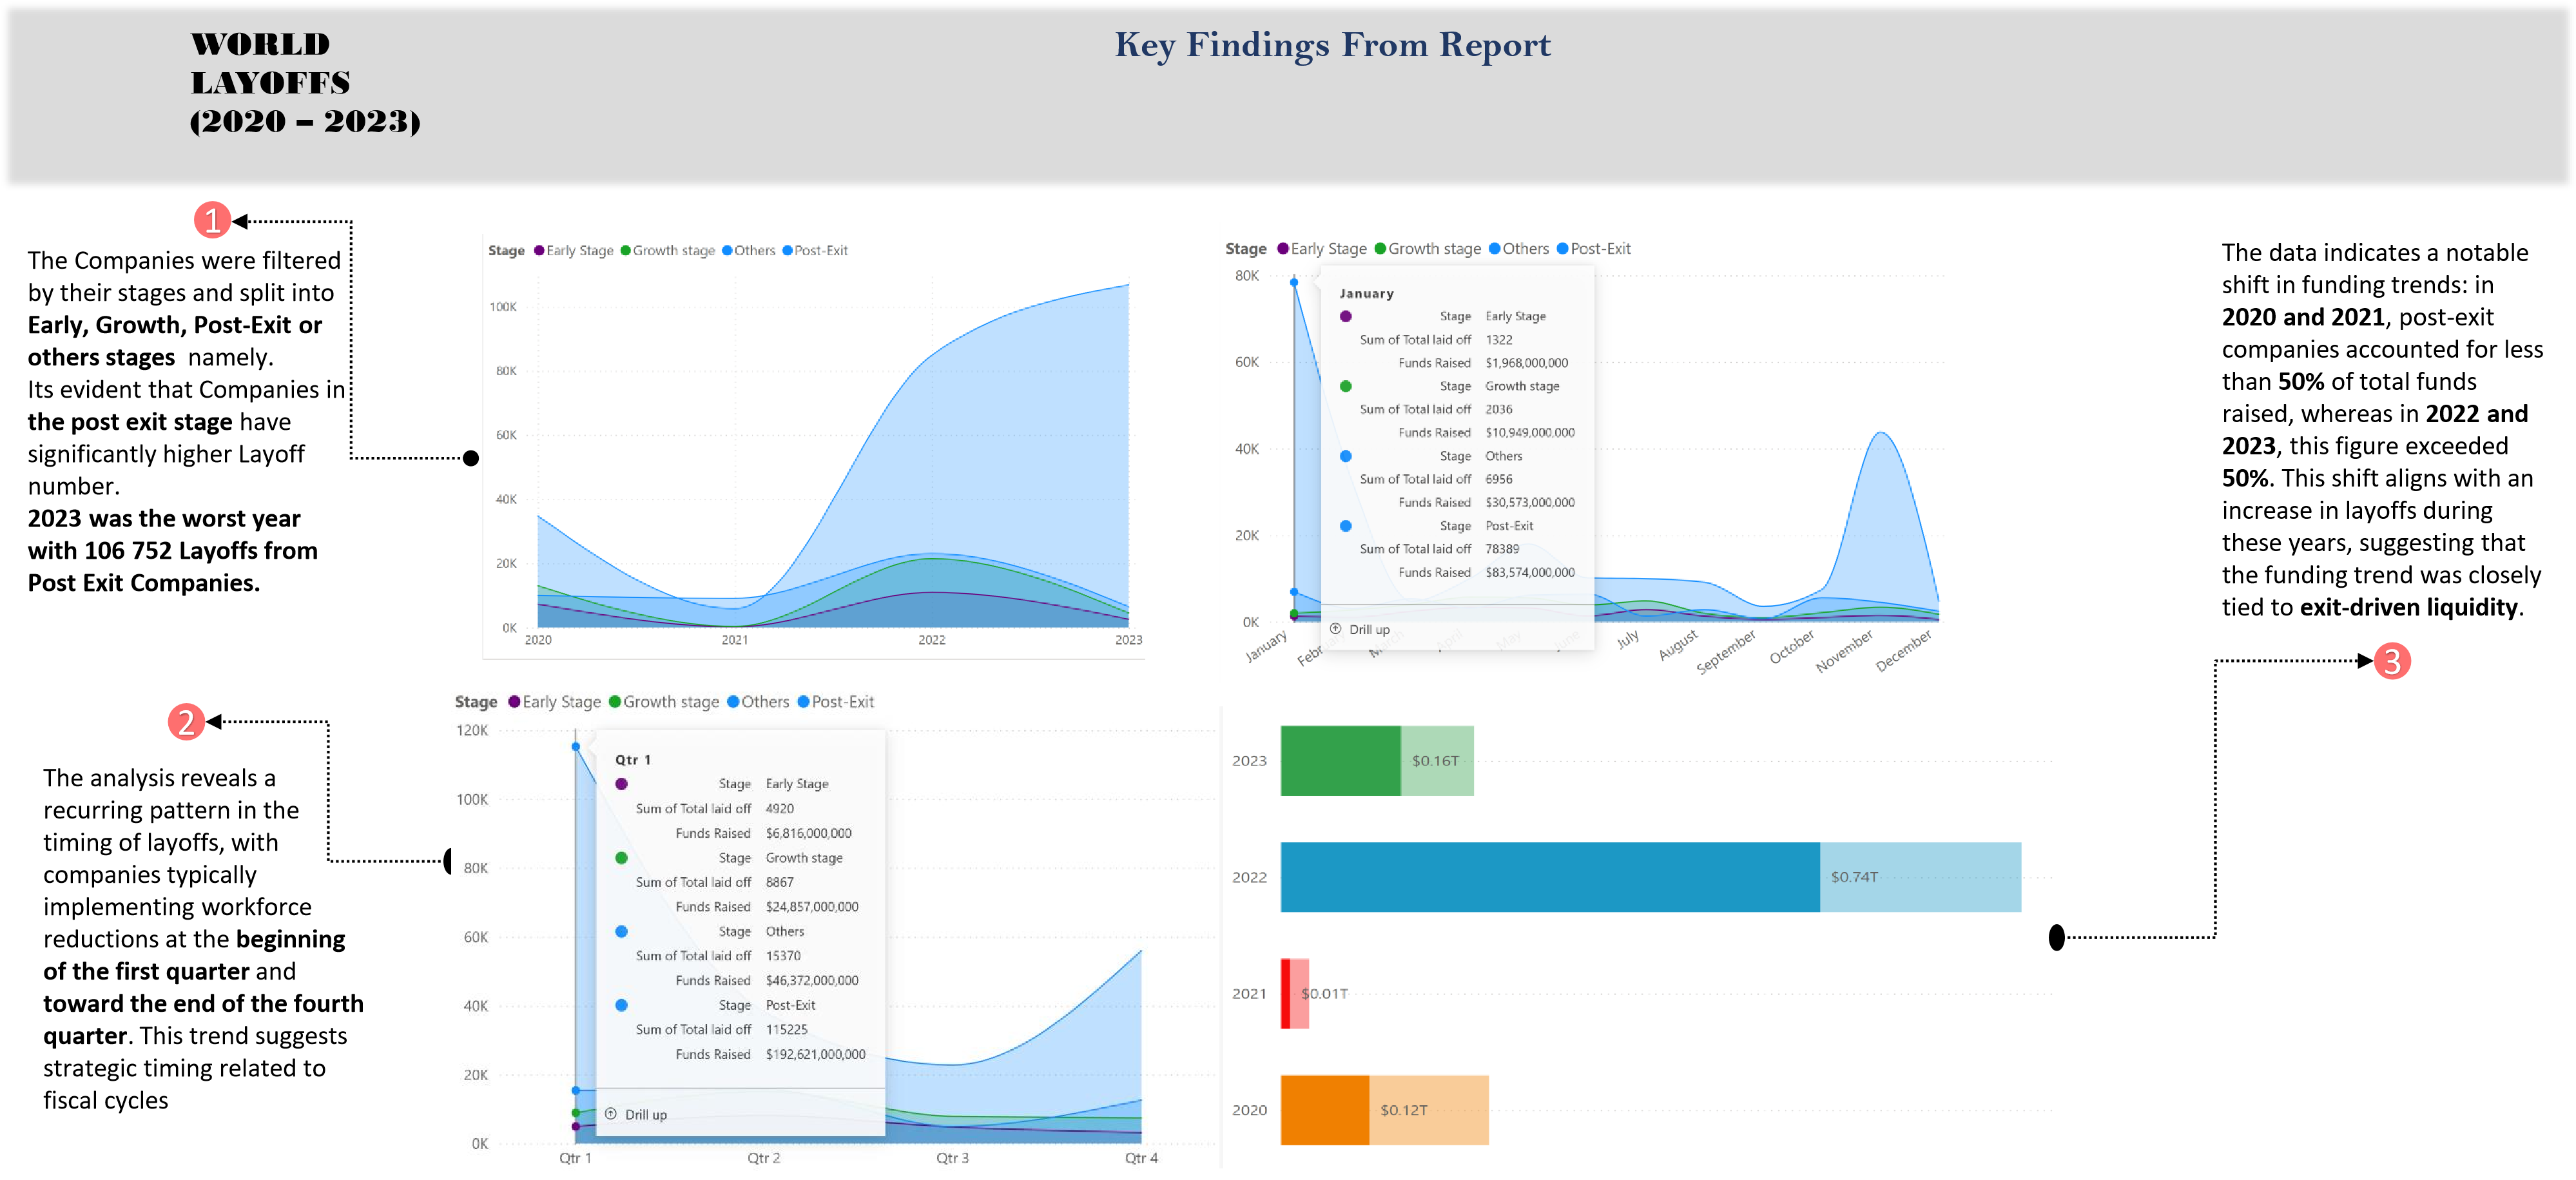 WORLD
LAYOFFS
(2020 – 2023)
Key Findings From Report
1
The Companies were filtered
by their stages and split into
Early, Growth, Post-Exit or
others stages namely.
Its evident that Companies in
the post exit stage have
significantly higher Layoff
number.
2023 was the worst year
with 106 752 Layoffs from
Post Exit Companies.
Stage Early Stage Growth stage Others Post-Exit
100K
80K
60K
40K
20K
0K
2020 2021 2022 2023
Stage Early Stage Growth stage Others Post-Exit
80K
60K
40K
20K
0K
January
Stage Early Stage
Sum of Total laid off 1322
Funds Raised $1,968,000,000
Stage Growth stage
Sum of Total laid off 2036
Funds Raised $10,949,000,000
Stage Others
Sum of Total laid off 6956
Funds Raised $30,573,000,000
Stage Post-Exit
Sum of Total laid off 78389
Funds Raised $83,574,000,000
Drill up
January March April May June July August September October November December
The data indicates a notable
shift in funding trends: in
2020 and 2021, post-exit
companies accounted for less
than 50% of total funds
raised, whereas in 2022 and
2023, this figure exceeded
50%. This shift aligns with an
increase in layoffs during
these years, suggesting that
the funding trend was closely
tied to exit-driven liquidity.
3
2
The analysis reveals a
recurring pattern in the
timing of layoffs, with
companies typically
implementing workforce
reductions at the beginning
of the first quarter and
toward the end of the fourth
quarter. This trend suggests
strategic timing related to
fiscal cycles
Stage Early Stage Growth stage Others Post-Exit
120K
100K
80K
60K
40K
20K
0K
Qtr 1
Stage Early Stage
Sum of Total laid off 4920
Funds Raised $6,816,000,000
Stage Growth stage
Sum of Total laid off 8867
Funds Raised $24,857,000,000
Stage Others
Sum of Total laid off 15370
Funds Raised $46,372,000,000
Stage Post-Exit
Sum of Total laid off 115225
Funds Raised $192,621,000,000
Drill up
Qtr 1 Qtr 2 Qtr 3 Qtr 4
2023 $0.16T
2022 $0.74T
2021 $0.01T
2020 $0.12T